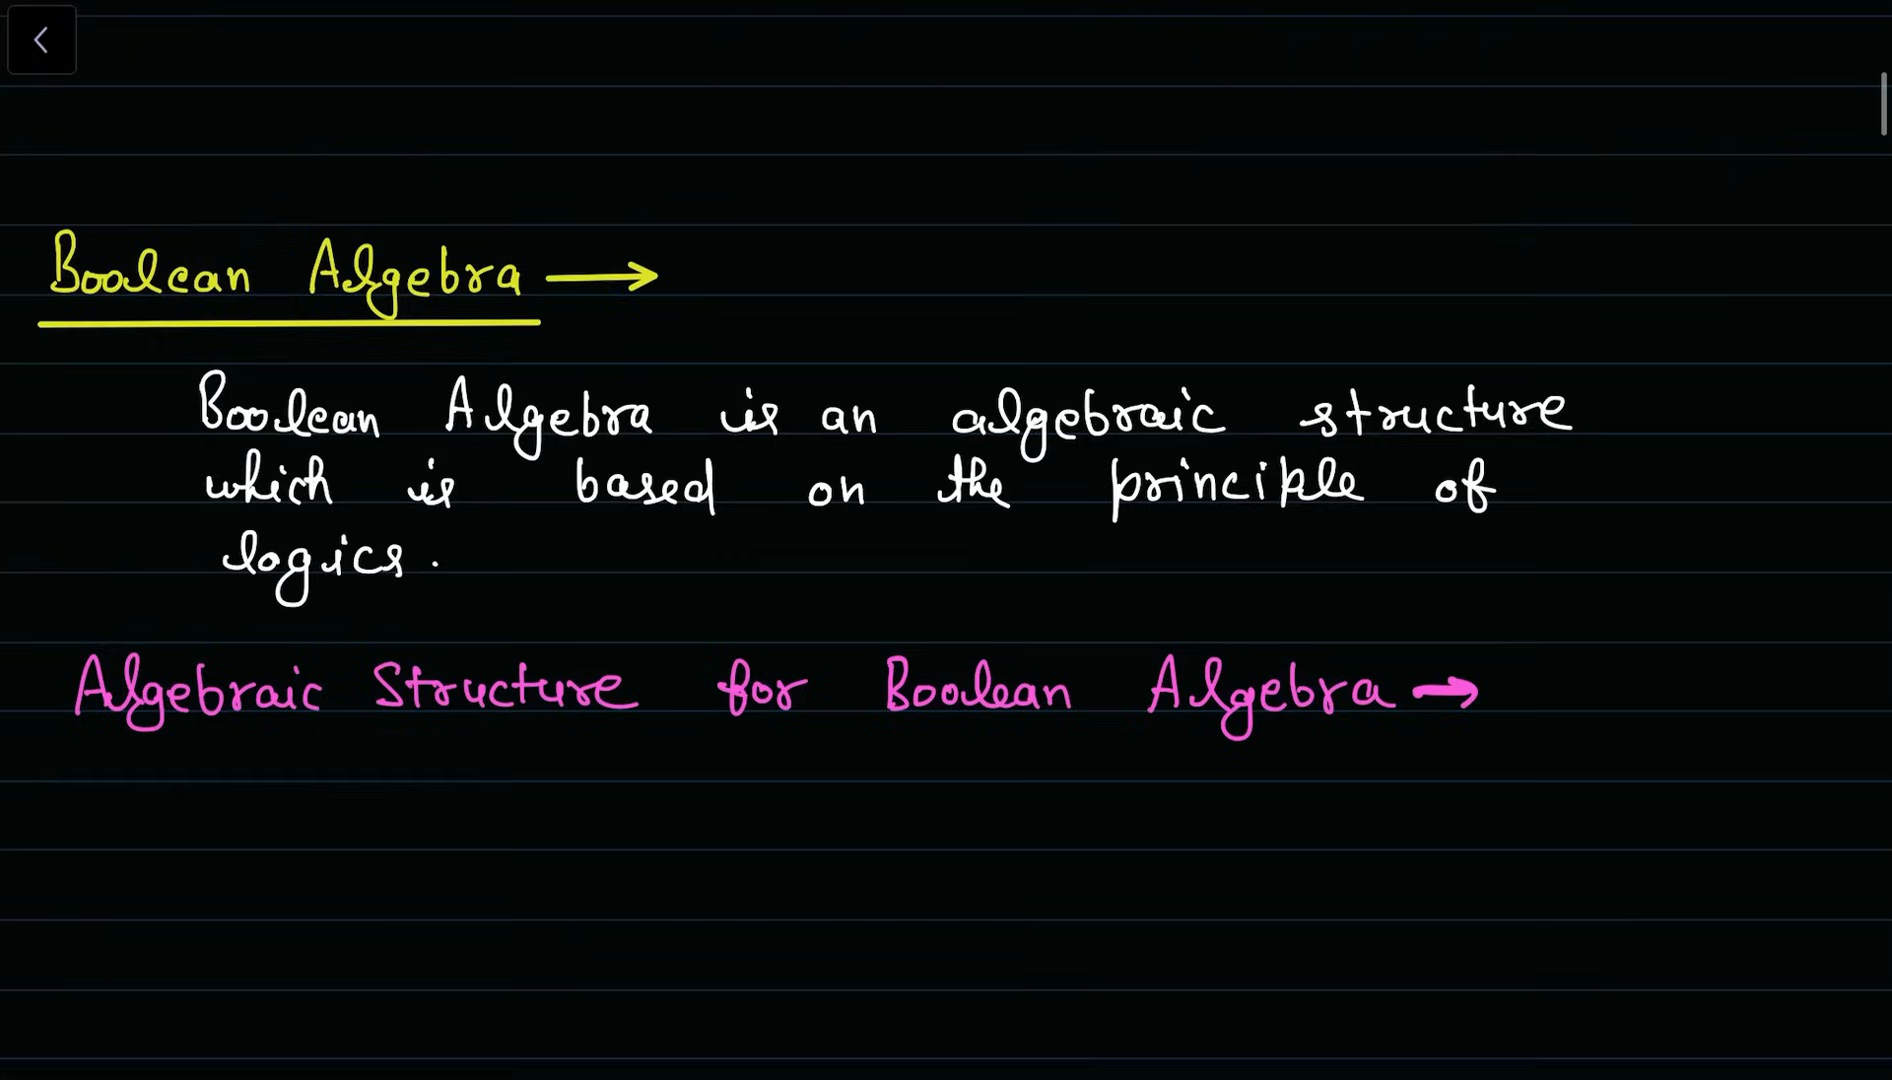 Boolean Algebra →
Boolean Algebra is an algebraic structure
which is based on the principle of
logics.
Algebraic Structure for Boolean Algebra →